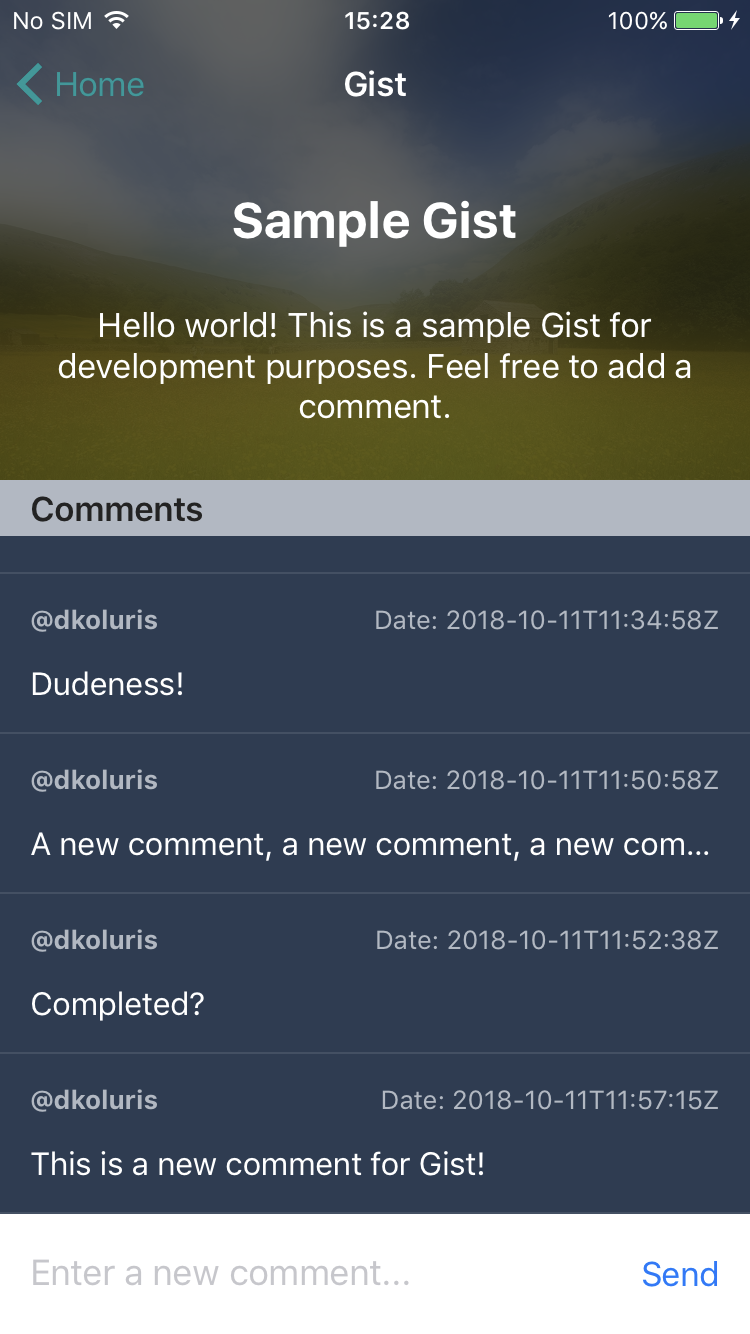 No SIM 15:28 100%
Home Gist
Sample Gist
Hello world! This is a sample Gist for
development purposes. Feel free to add a
comment.
Comments
@dkoluris Date: 2018-10-11T11:34:58Z
Dudeness!
@dkoluris Date: 2018-10-11T11:50:58Z
A new comment, a new comment, a new com...
@dkoluris Date: 2018-10-11T11:52:38Z
Completed?
@dkoluris Date: 2018-10-11T11:57:15Z
This is a new comment for Gist!
Enter a new comment... Send